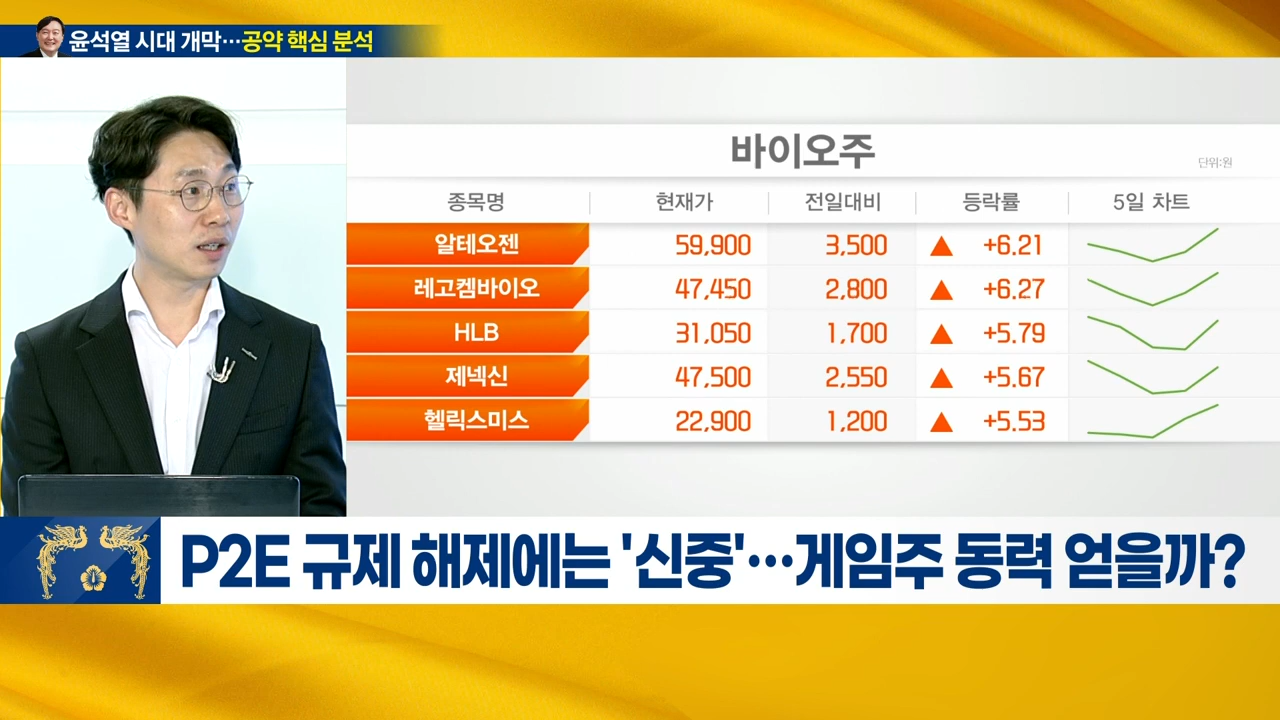 윤석열 시대 개막…공약 핵심 분석
바이오주
단위:원
종목명 현재가 전일대비 등락률 5일 차트
알테오젠 59,900 3,500 ▲ +6.21
레고켐바이오 47,450 2,800 ▲ +6.27
HLB 31,050 1,700 ▲ +5.79
제넥신 47,500 2,550 ▲ +5.67
헬릭스미스 22,900 1,200 ▲ +5.53
P2E 규제 해제에는 '신중'…게임주 동력 얻을까?